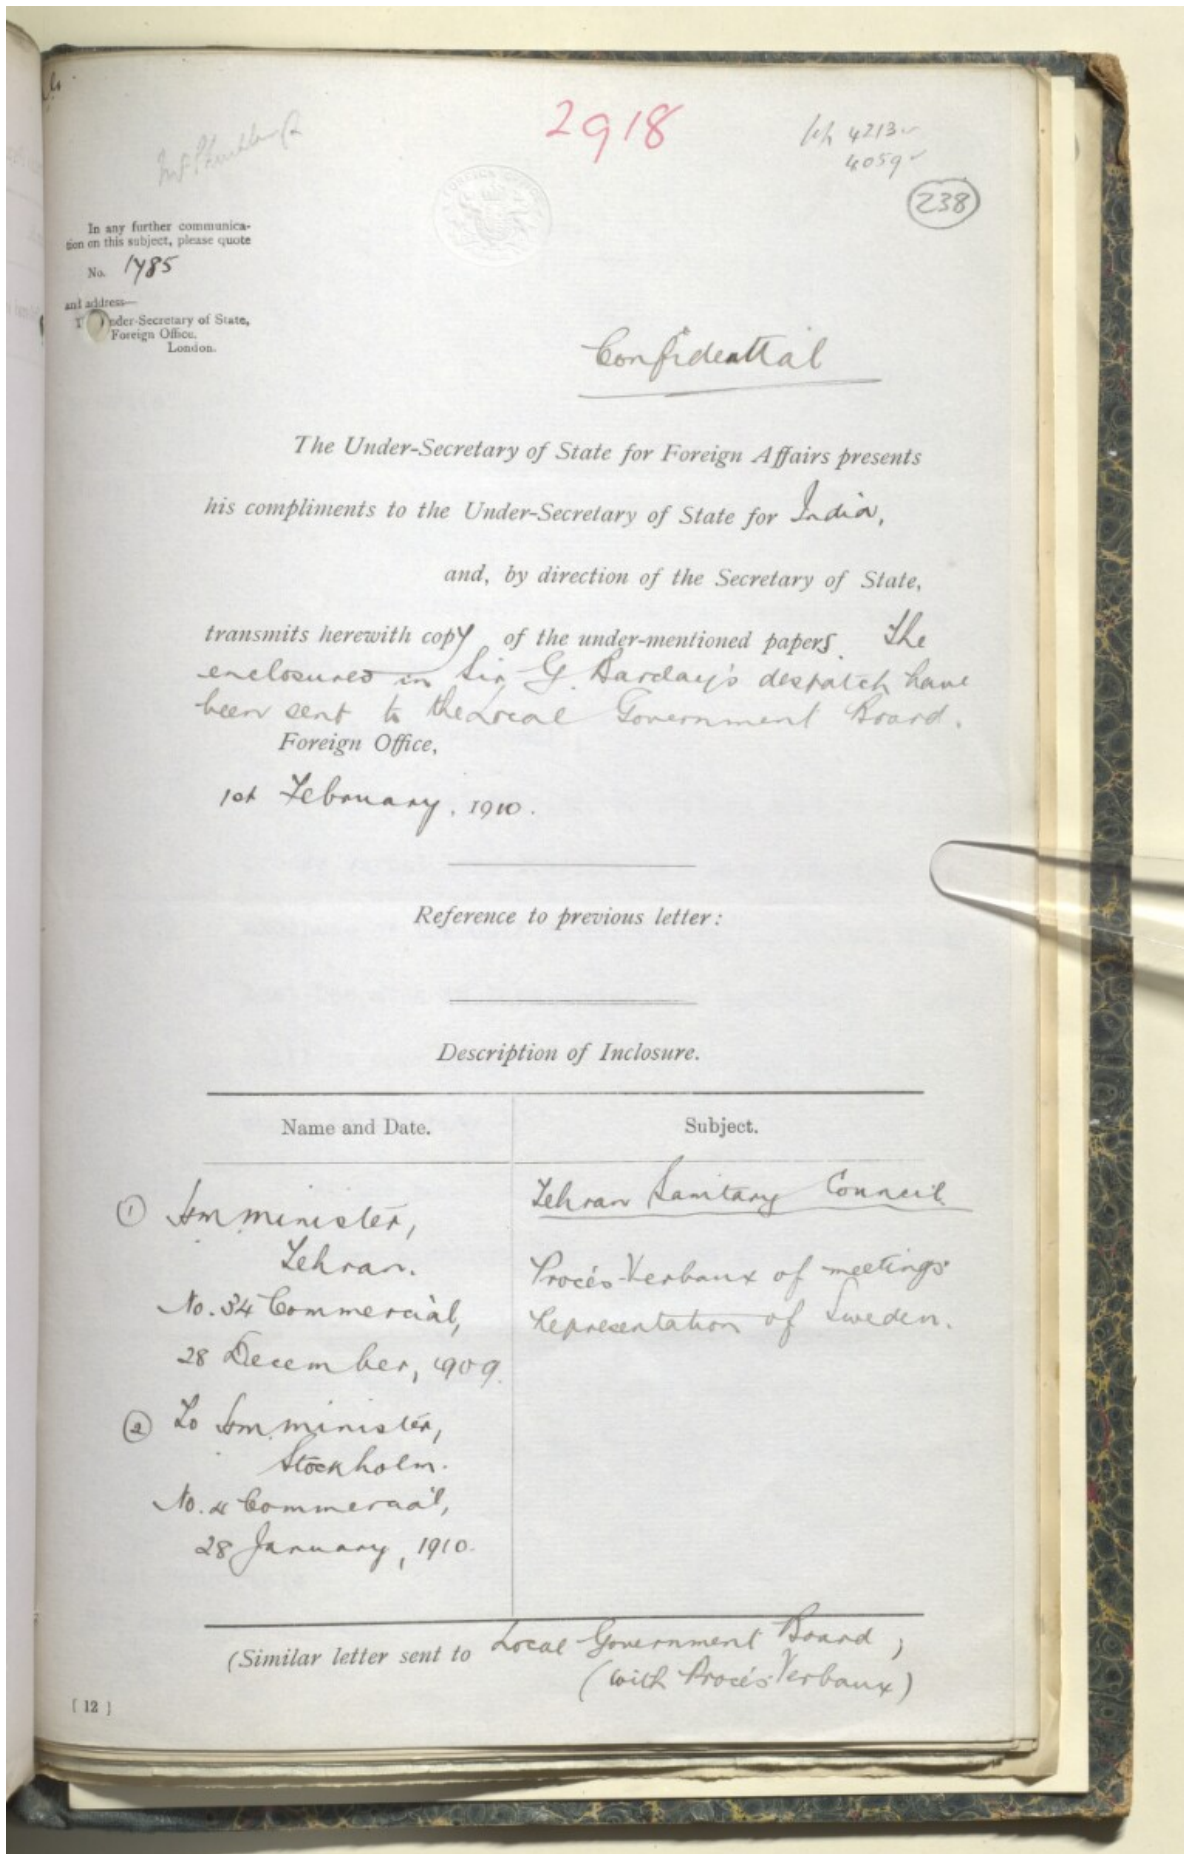 2918
4213
4059
238
In any further communica-
tion on this subject, please quote
No. 1785
and address—
Under-Secretary of State,
Foreign Office.
London.
Confidential
The Under-Secretary of State for Foreign Affairs presents
his compliments to the Under-Secretary of State for India,
and, by direction of the Secretary of State,
transmits herewith copy of the under-mentioned papers. The
enclosures in Sir G. Barclay's despatch have
been sent to the Local Government Board.
Foreign Office,
1st February, 1910.
Reference to previous letter:
Description of Inclosure.
Name and Date.
Subject.
① H.M. Minister,
Tehran.
No. 34 Commercial,
28 December, 1909.
② To H.M. Minister,
Stockholm.
No. 4 Commercial,
28 January, 1910.
Tehran Sanitary Council
Procès-Verbaux of meetings
Representation of Sweden.
(Similar letter sent to Local Government Board;
(with Procès-Verbaux)
[ 12 ]